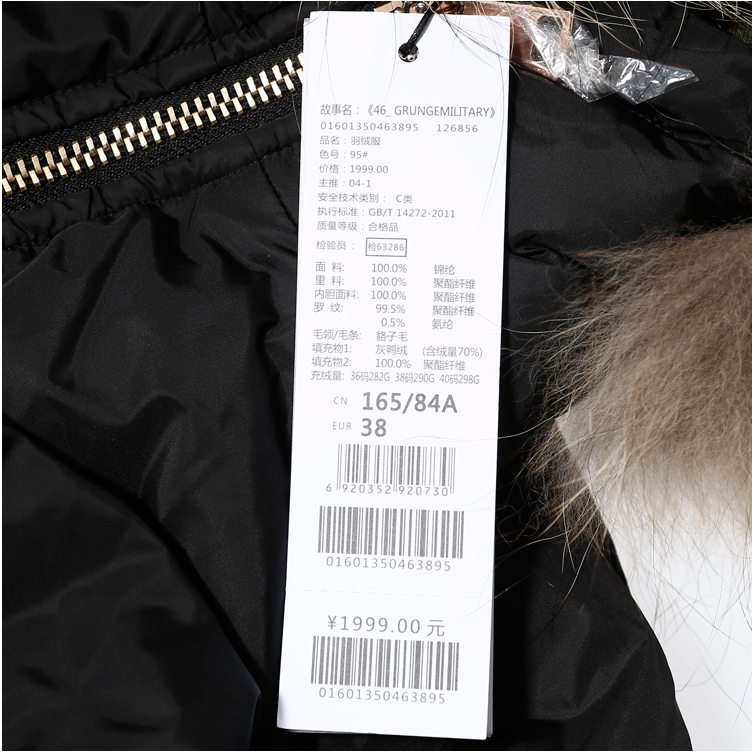 故事名：《46_ GRUNGEMILITARY》
01601350463895 126856
品名：羽绒服
色号：95#
价格：1999.00
主推：04-1
安全技术类别： C类
执行标准：GB/T 14272-2011
质量等级：合格品
检验员： 检63286
面 料： 100.0% 锦纶
里 料： 100.0% 聚酯纤维
内胆面料： 100.0% 聚酯纤维
罗 纹： 99.5% 聚酯纤维
0.5% 氨纶
毛领/毛条： 貉子毛
填充物1： 灰鸭绒 (含绒量70%)
填充物2： 100.0% 聚酯纤维
充绒量： 36码282G 38码290G 40码298G
CN 165/84A
EUR 38
6 920352 920730
01601350463895
¥1999.00 元
01601350463895